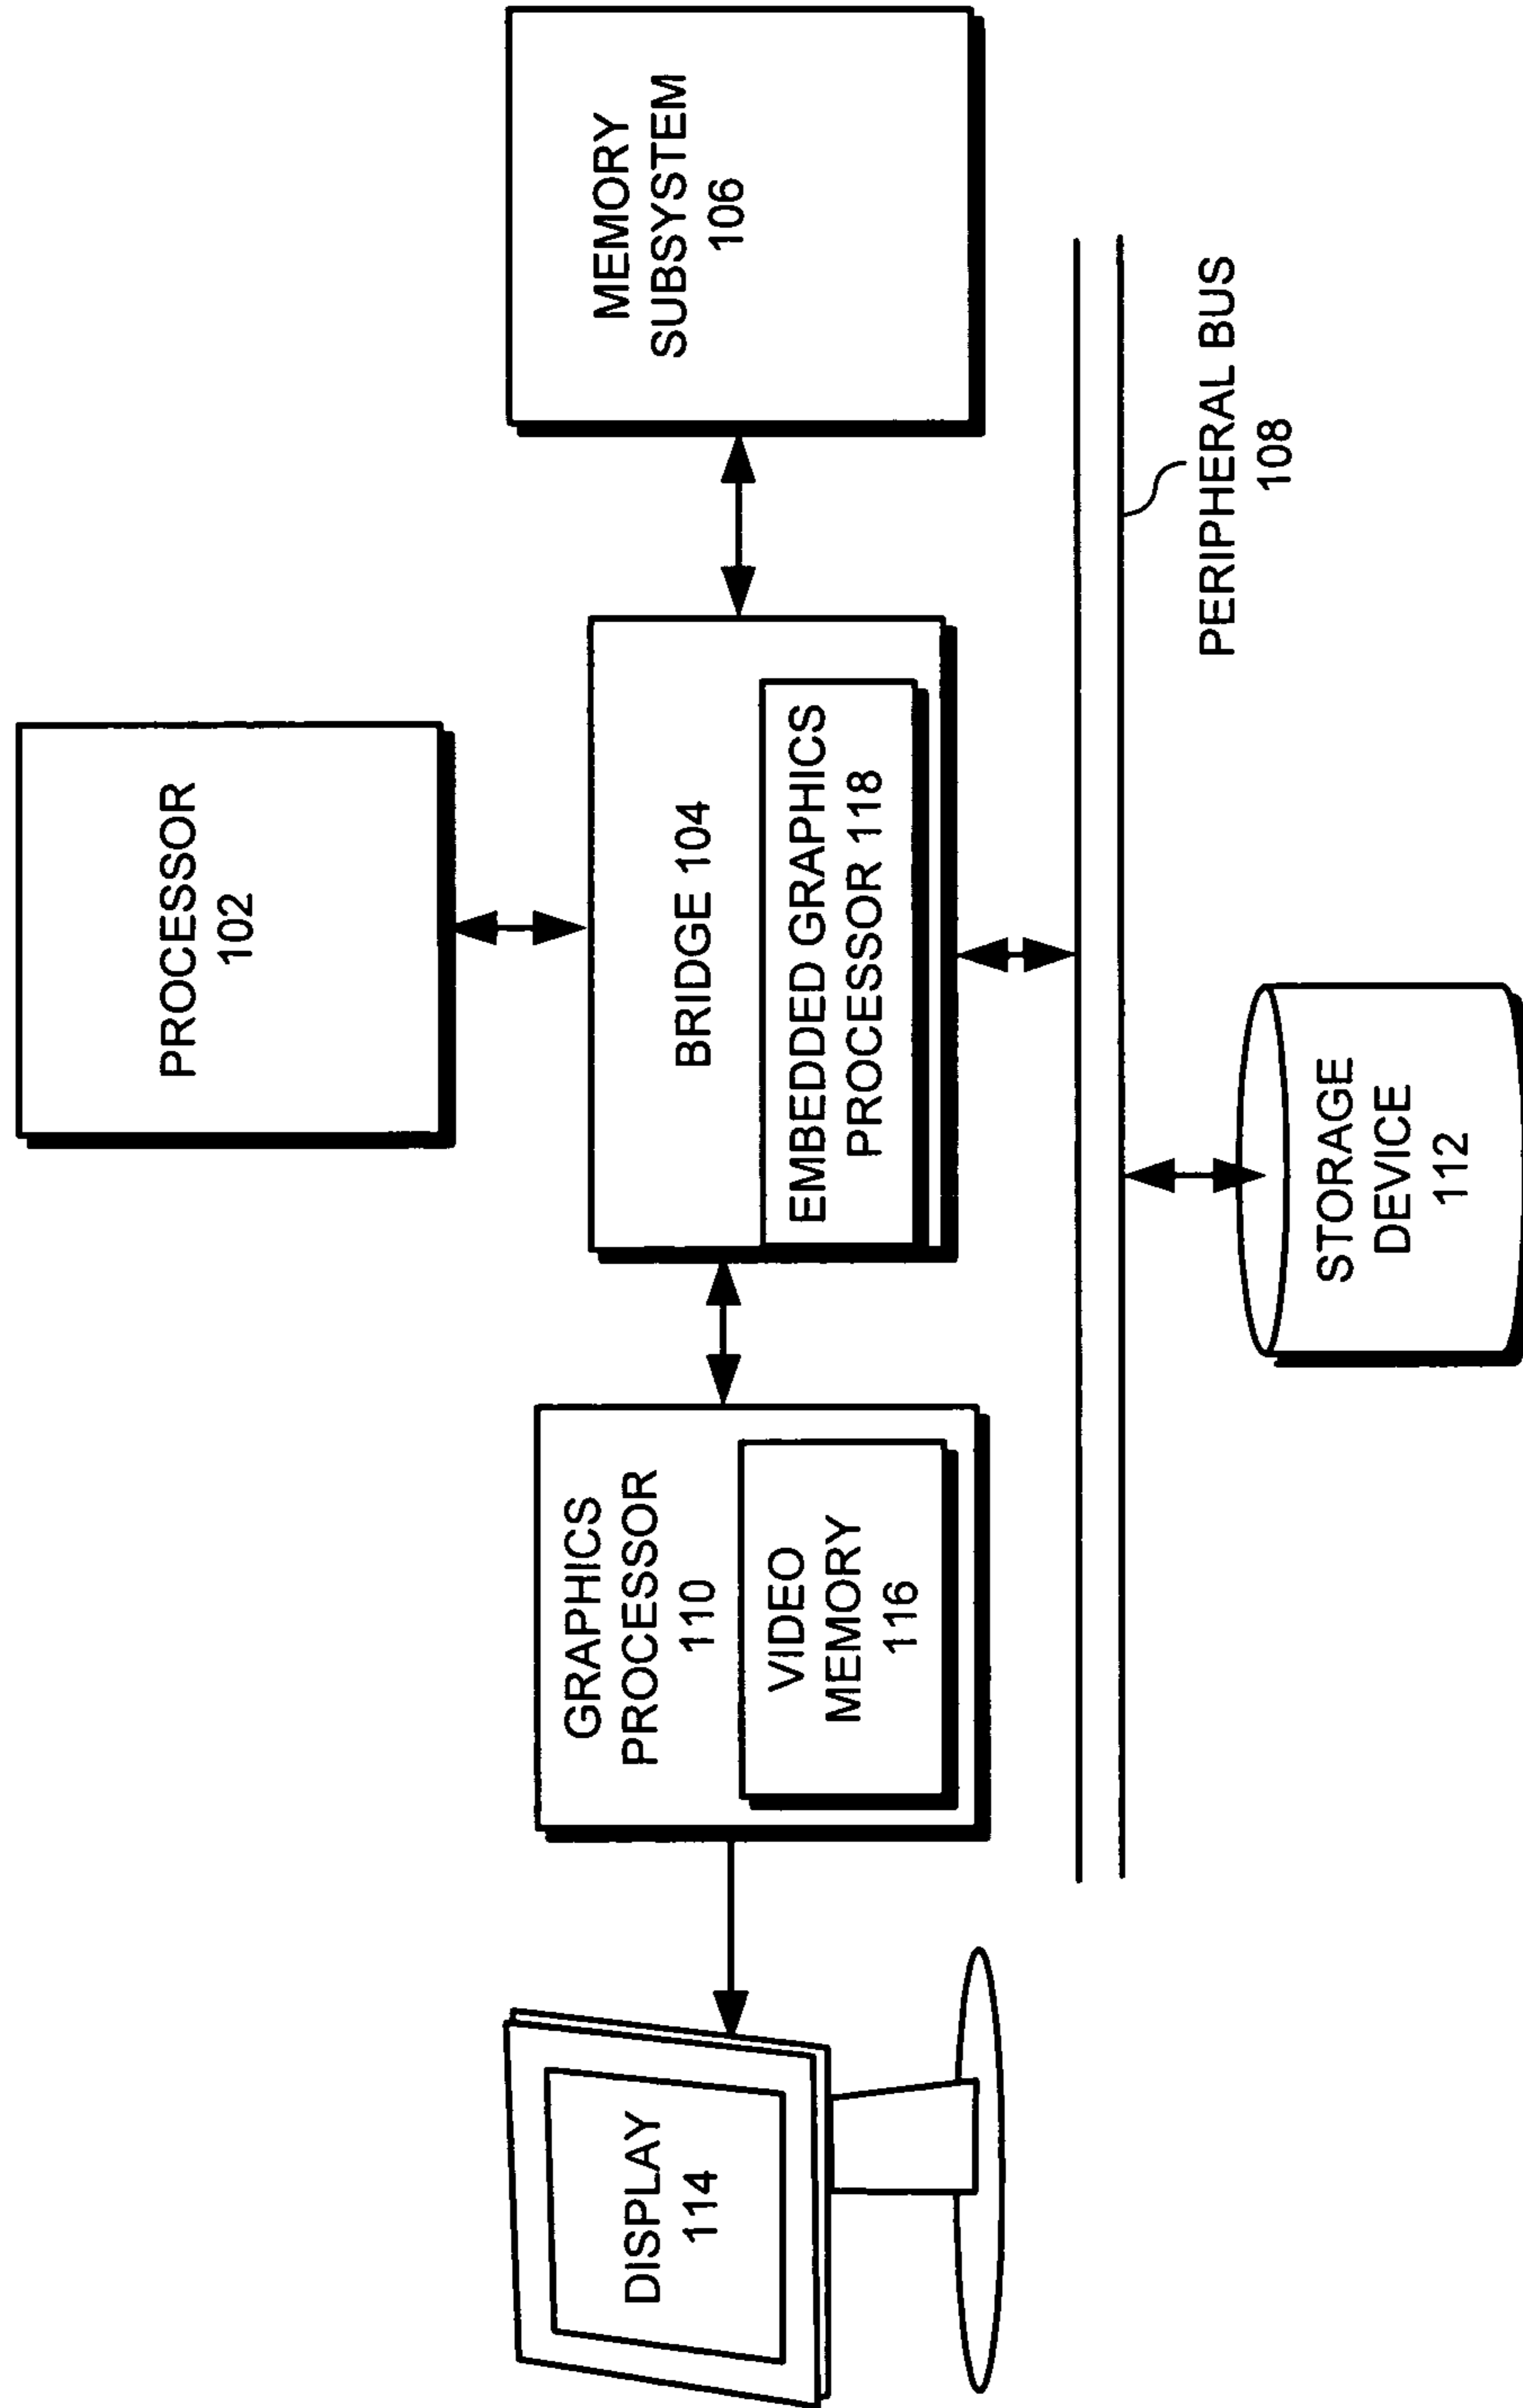 PROCESSOR
102
DISPLAY
114
GRAPHICS
PROCESSOR
110
VIDEO
MEMORY
116
BRIDGE 104
EMBEDDED GRAPHICS
PROCESSOR 118
MEMORY
SUBSYSTEM
106
PERIPHERAL BUS
108
STORAGE
DEVICE
112